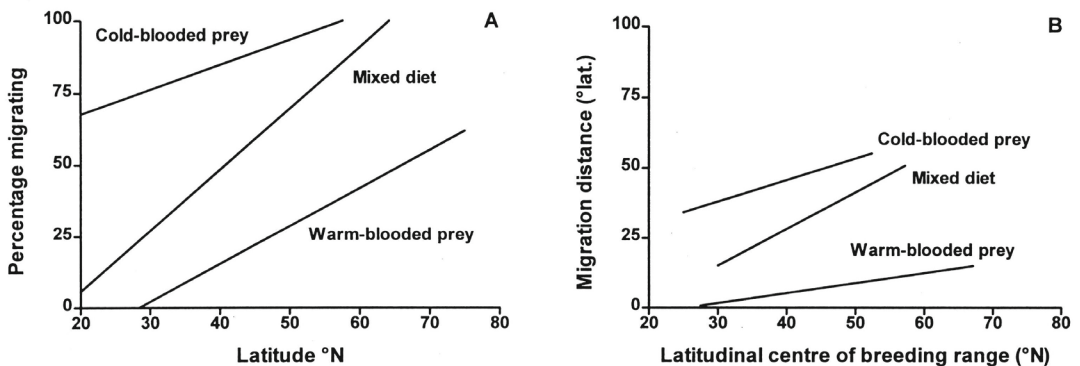 A
100
75
50
25
0
20 30 40 50 60 70 80
Percentage migrating
Latitude °N
Cold-blooded prey
Mixed diet
Warm-blooded prey
B
100
75
50
25
0
20 30 40 50 60 70 80
Migration distance (°lat.)
Latitudinal centre of breeding range (°N)
Cold-blooded prey
Mixed diet
Warm-blooded prey